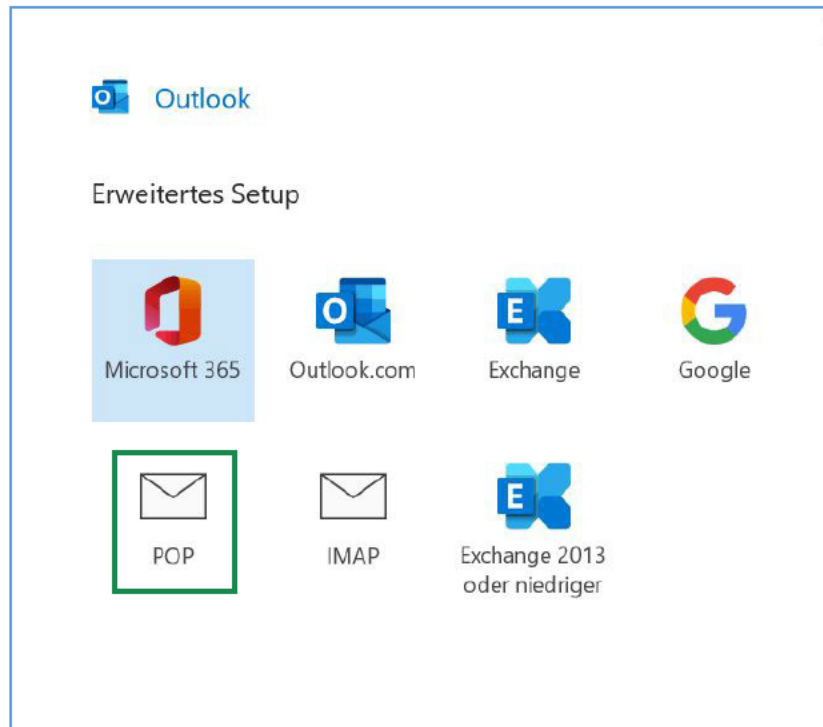 Outlook
Erweitertes Setup
Microsoft 365
Outlook.com
Exchange
Google
POP
IMAP
Exchange 2013
oder niedriger